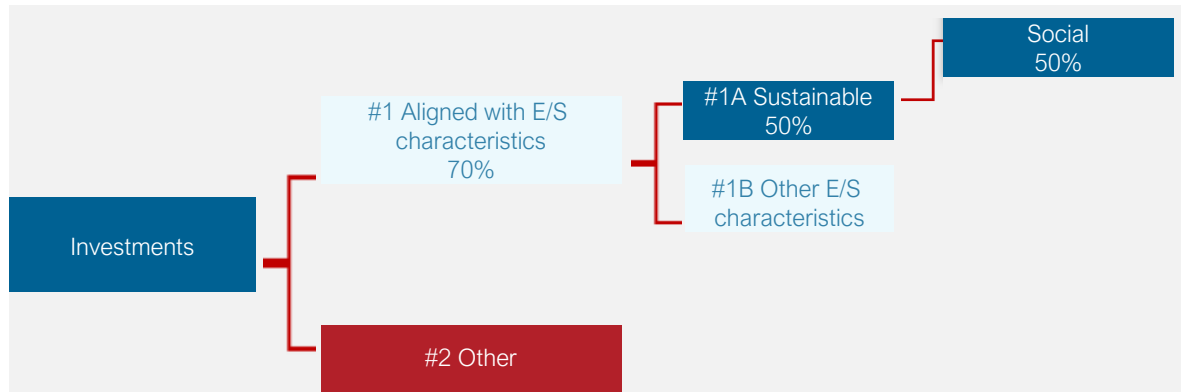 Social
50%
#1A Sustainable
50%
#1 Aligned with E/S
characteristics
70%
#1B Other E/S
characteristics
Investments
#2 Other